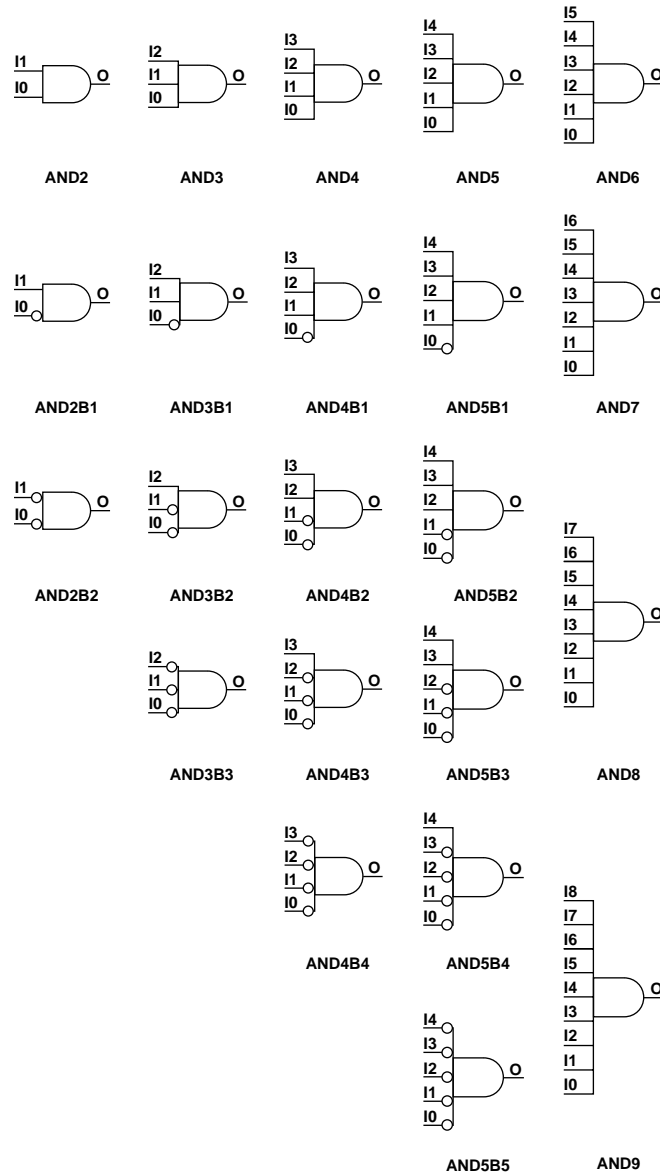 I1
I0
O
AND2
I2
I1
I0
O
AND3
I3
I2
I1
I0
O
AND4
I4
I3
I2
I1
I0
O
AND5
I5
I4
I3
I2
I1
I0
O
AND6
I1
I0
O
AND2B1
I2
I1
I0
O
AND3B1
I3
I2
I1
I0
O
AND4B1
I4
I3
I2
I1
I0
O
AND5B1
I6
I5
I4
I3
I2
I1
I0
O
AND7
I1
I0
O
AND2B2
I2
I1
I0
O
AND3B2
I3
I2
I1
I0
O
AND4B2
I4
I3
I2
I1
I0
O
AND5B2
I7
I6
I5
I4
I3
I2
I1
I0
O
AND8
I2
I1
I0
O
AND3B3
I3
I2
I1
I0
O
AND4B3
I4
I3
I2
I1
I0
O
AND5B3
I3
I2
I1
I0
O
AND4B4
I4
I3
I2
I1
I0
O
AND5B4
I8
I7
I6
I5
I4
I3
I2
I1
I0
O
AND9
I4
I3
I2
I1
I0
O
AND5B5